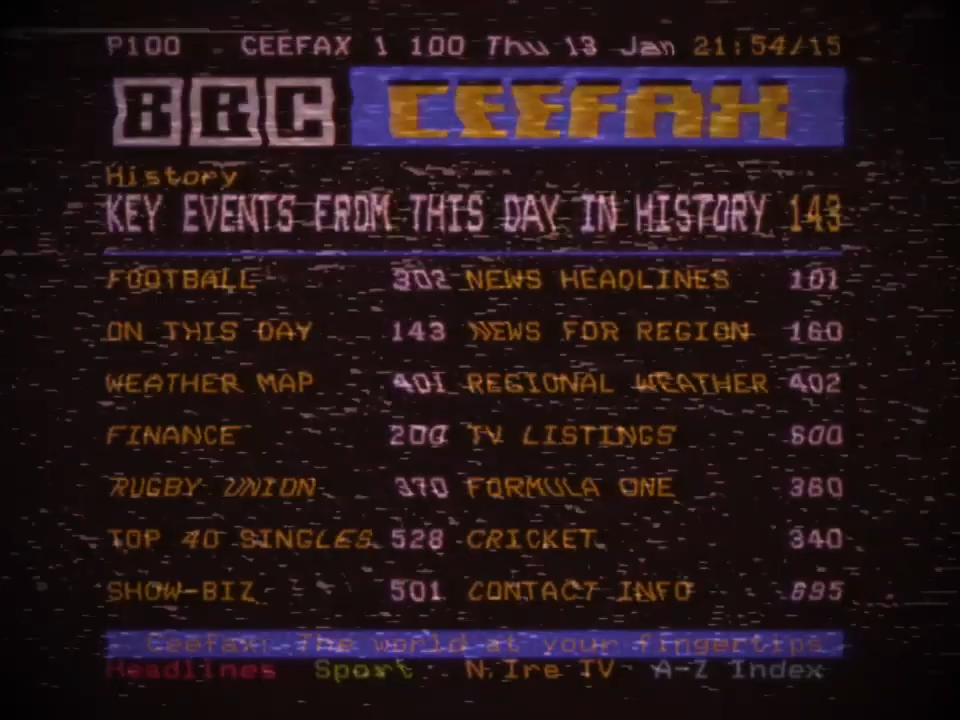 P100 CEEFAX 1 100 Thu 13 Jan 21:54/15
BBC CEEFAX
History
KEY EVENTS FROM THIS DAY IN HISTORY 143
FOOTBALL 302 NEWS HEADLINES 101
ON THIS DAY 143 NEWS FOR REGION 160
WEATHER MAP 401 REGIONAL WEATHER 402
FINANCE 200 TV LISTINGS 600
RUGBY UNION 370 FORMULA ONE 360
TOP 40 SINGLES 528 CRICKET 340
SHOW-BIZ 501 CONTACT INFO 695
Ceefax: The world at your fingertips
Headlines Sport N.Ire TV A-Z Index